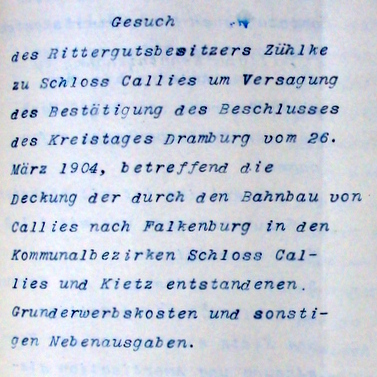 Gesuch
des Rittergutsbesitzers Zühlke
zu Schloss Callies um Versagung
des Bestätigung des Beschlusses
des Kreistages Dramburg vom 26.
März 1904, betreffend die
Deckung der durch den Bahnbau von
Callies nach Falkenburg in den
Kommunalbezirken Schloss Cal-
lies und Kietz entstandenen
Grunderwerbskosten und sonsti-
gen Nebenausgaben.